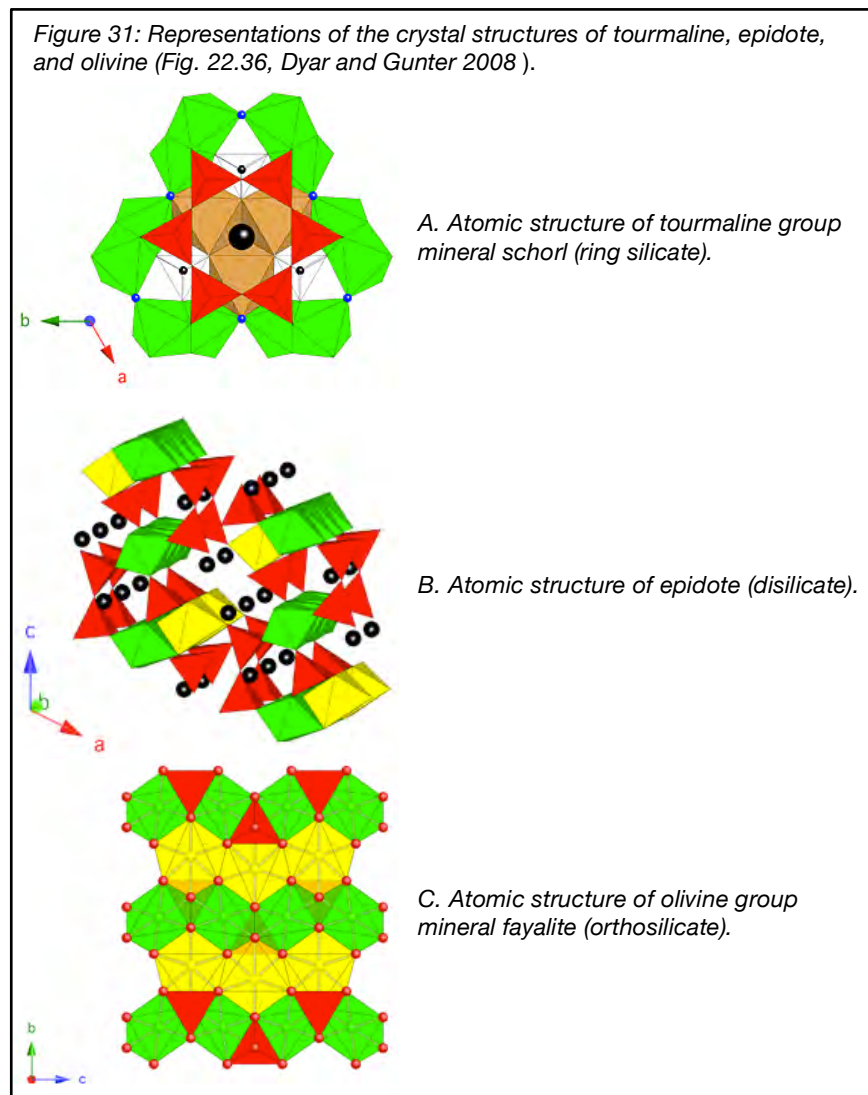 Figure 31: Representations of the crystal structures of tourmaline, epidote,
and olivine (Fig. 22.36, Dyar and Gunter 2008 ).
A. Atomic structure of tourmaline group
mineral schorl (ring silicate).
b
a
B. Atomic structure of epidote (disilicate).
c
b
a
C. Atomic structure of olivine group
mineral fayalite (orthosilicate).
b
c